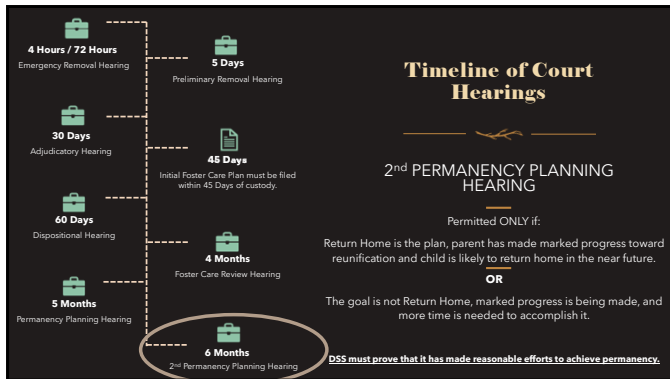 4 Hours / 72 Hours
Emergency Removal Hearing
5 Days
Preliminary Removal Hearing
30 Days
Adjudicatory Hearing
45 Days
Initial Foster Care Plan must be filed
within 45 Days of custody.
60 Days
Dispositional Hearing
4 Months
Foster Care Review Hearing
5 Months
Permanency Planning Hearing
6 Months
2nd Permanency Planning Hearing
Timeline of Court
Hearings
2nd PERMANENCY PLANNING
HEARING
Permitted ONLY if:
Return Home is the plan, parent has made marked progress toward
reunification and child is likely to return home in the near future.
OR
The goal is not Return Home, marked progress is being made, and
more time is needed to accomplish it.
DSS must prove that it has made reasonable efforts to achieve permanency.